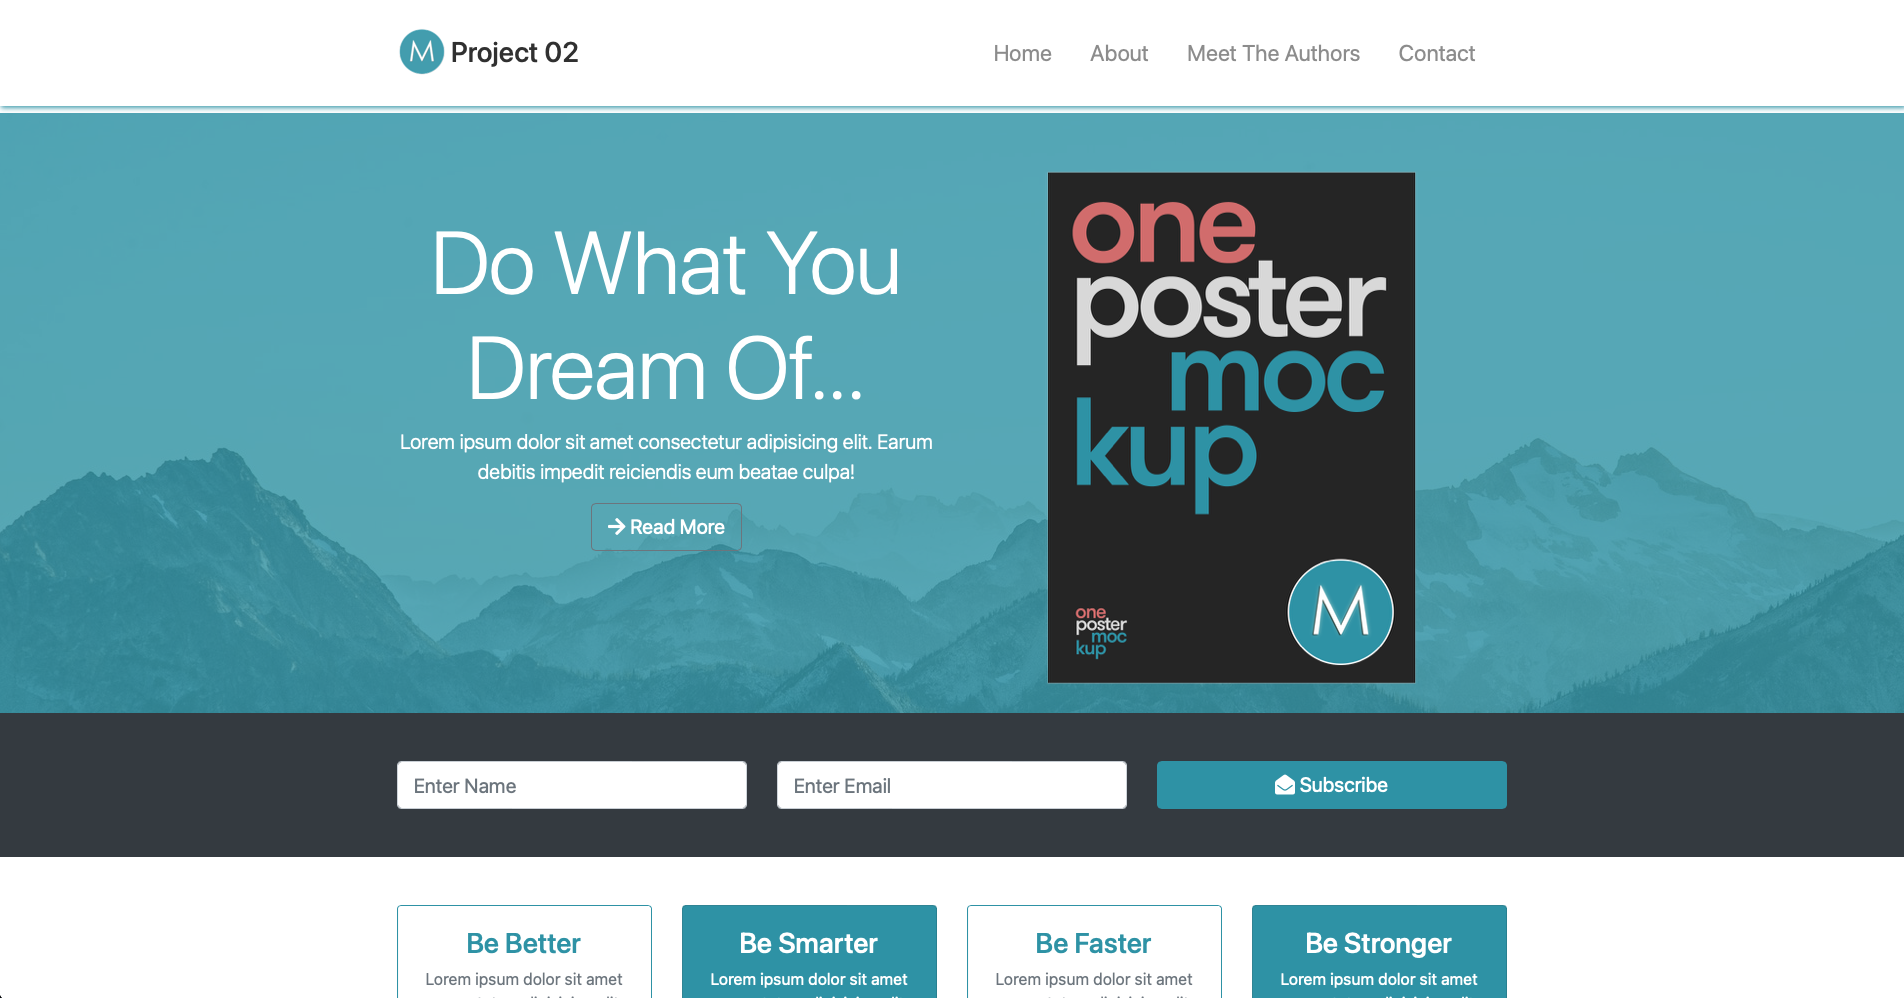 M Project 02
Home About Meet The Authors Contact
Do What You
Dream Of...
Lorem ipsum dolor sit amet consectetur adipisicing elit. Earum
debitis impedit reiciendis eum beatae culpa!
Read More
one
poster
moc
kup
one
poster
moc
kup
M
Enter Name
Enter Email
Subscribe
Be Better
Lorem ipsum dolor sit amet
Be Smarter
Lorem ipsum dolor sit amet
Be Faster
Lorem ipsum dolor sit amet
Be Stronger
Lorem ipsum dolor sit amet